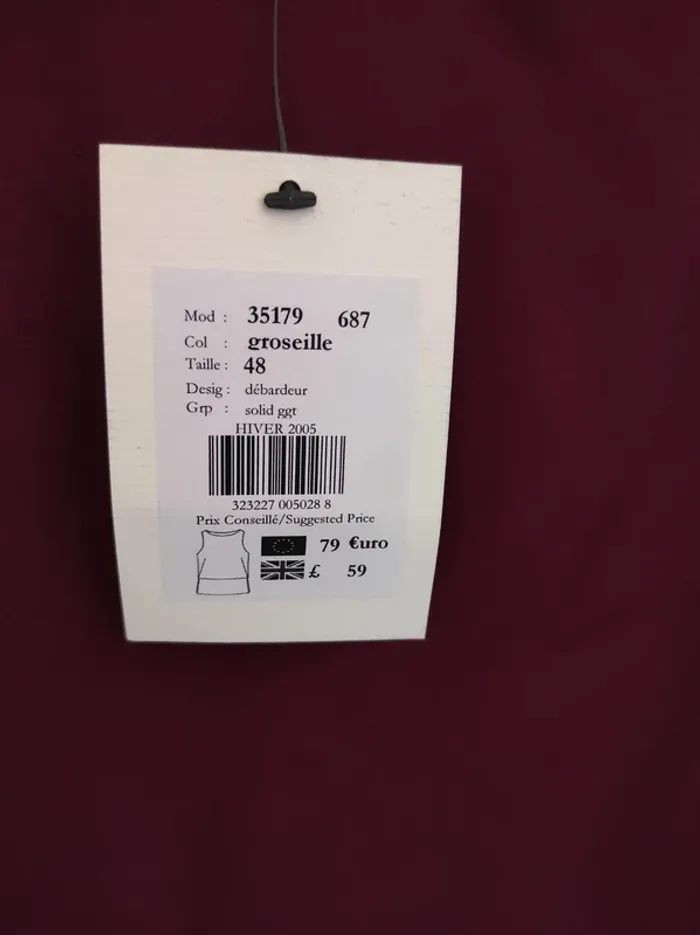 Mod : 35179 687
Col : groseille
Taille : 48
Desig : débardeur
Grp : solid ggt
HIVER 2005
323227 005028 8
Prix Conseillé/Suggested Price
79 €uro
£ 59